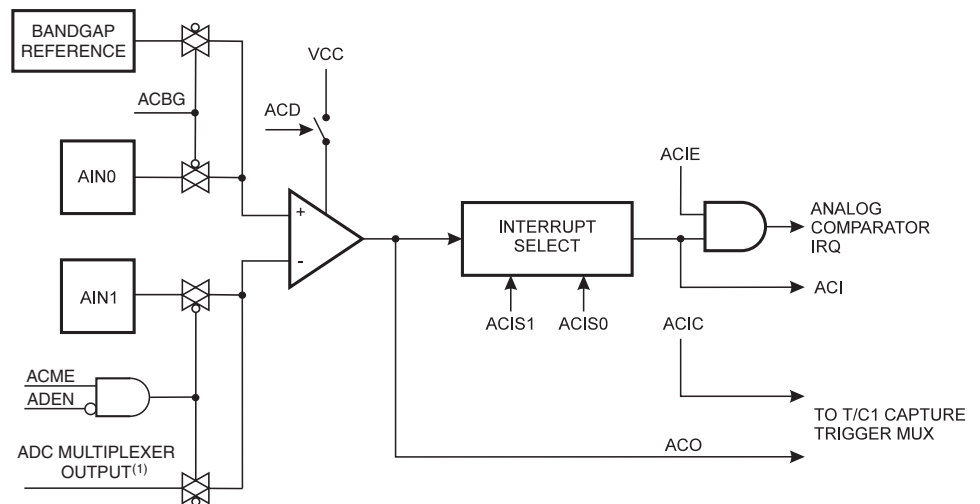 BANDGAP
REFERENCE
VCC
ACBG
ACD
AIN0
ACIE
+
INTERRUPT
SELECT
ANALOG
COMPARATOR
IRQ
-
AIN1
ACI
ACIS1
ACIS0
ACIC
ACME
ADEN
TO T/C1 CAPTURE
TRIGGER MUX
ACO
ADC MULTIPLEXER
OUTPUT(1)